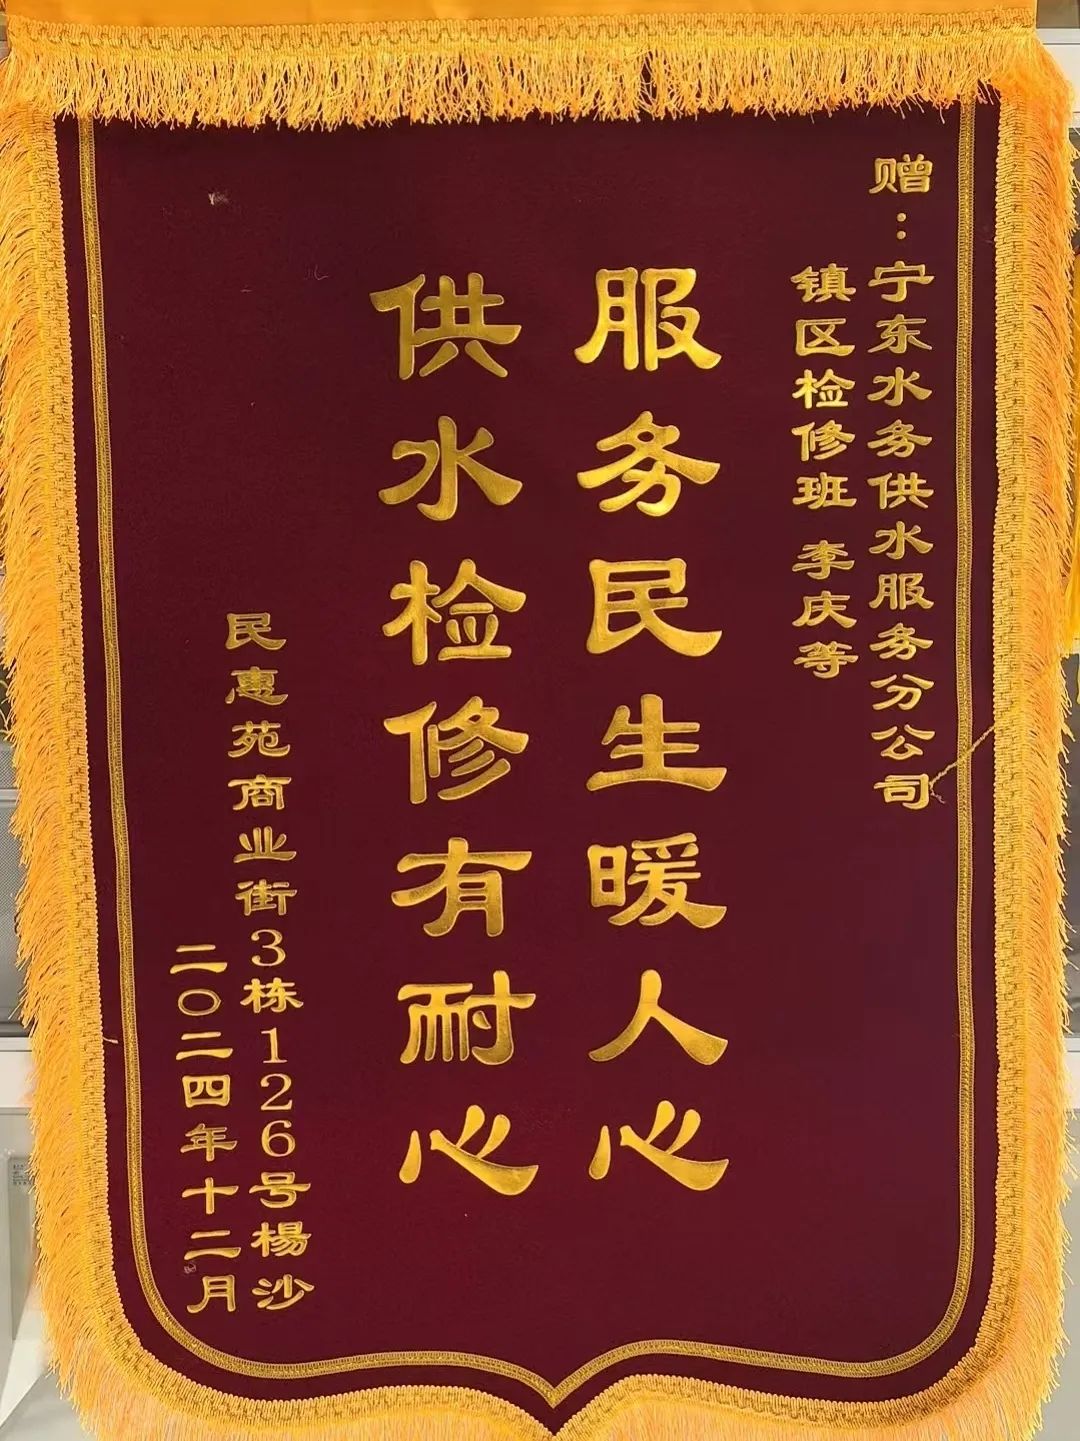 赠：宁东水务供水服务分公司
镇区检修班 李庆等
服务民生暖人心
供水检修有耐心
民惠苑商业街3栋126号楊沙
二〇二四年十二月